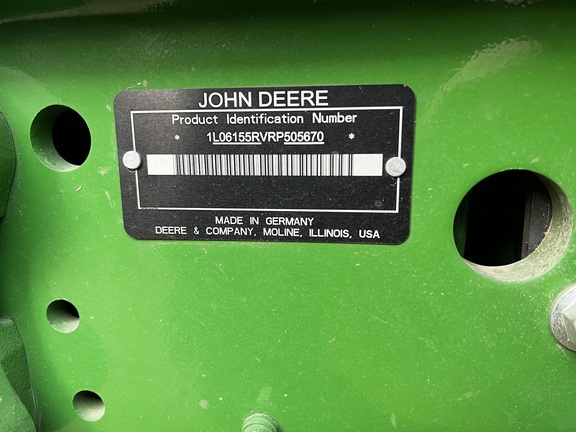 JOHN DEERE
Product Identification Number
* 1L06155RVRP505670 *
MADE IN GERMANY
DEERE & COMPANY, MOLINE, ILLINOIS, USA